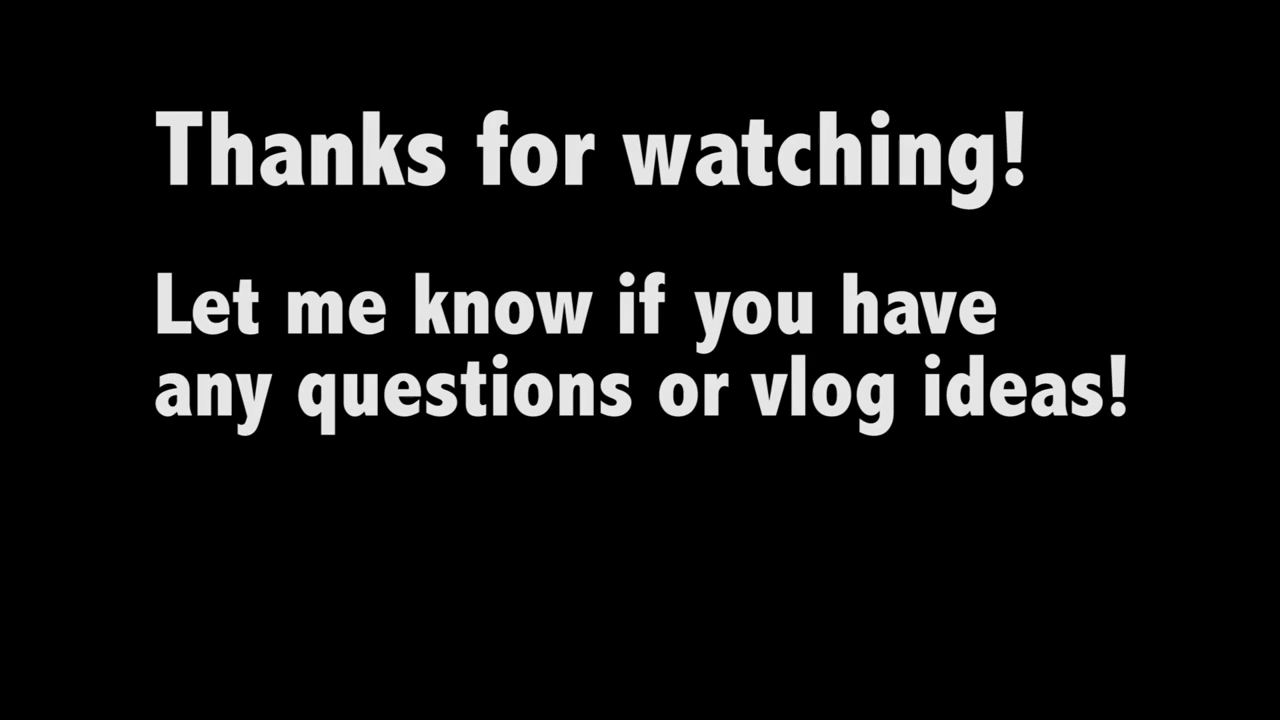 Thanks for watching!
Let me know if you have
any questions or vlog ideas!